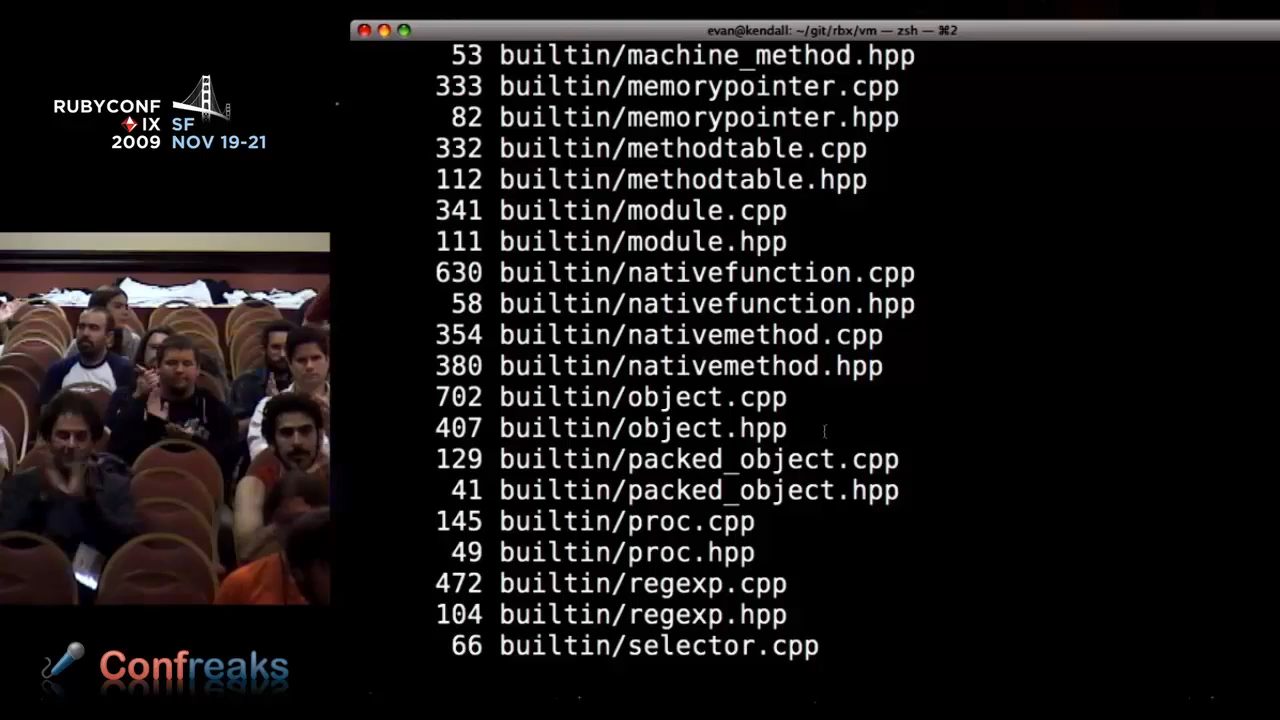 RUBYCONF
IX SF
2009 NOV 19-21
evan@kendall: ~/git/rbx/vm — zsh — ⌘2
53 builtin/machine_method.hpp
333 builtin/memorypointer.cpp
82 builtin/memorypointer.hpp
332 builtin/methodtable.cpp
112 builtin/methodtable.hpp
341 builtin/module.cpp
111 builtin/module.hpp
630 builtin/nativefunction.cpp
58 builtin/nativefunction.hpp
354 builtin/nativemethod.cpp
380 builtin/nativemethod.hpp
702 builtin/object.cpp
407 builtin/object.hpp
129 builtin/packed_object.cpp
41 builtin/packed_object.hpp
145 builtin/proc.cpp
49 builtin/proc.hpp
472 builtin/regexp.cpp
104 builtin/regexp.hpp
66 builtin/selector.cpp
Confreaks